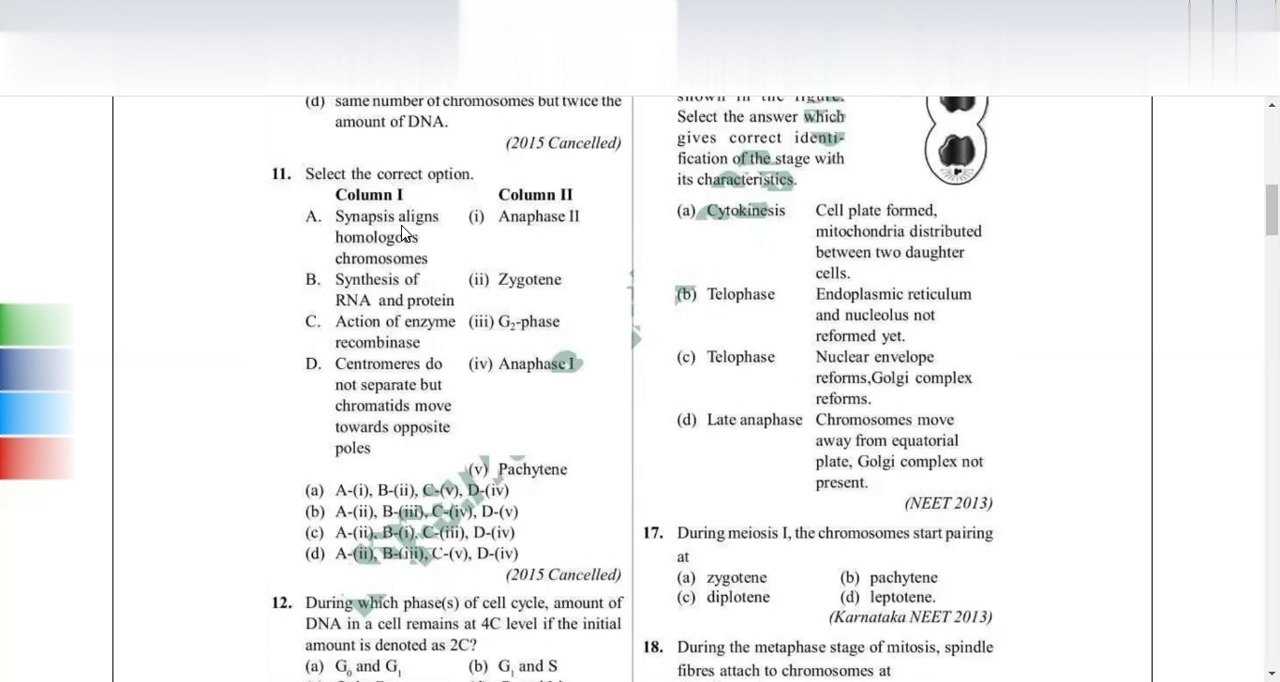 (d) same number of chromosomes but twice the
amount of DNA.
(2015 Cancelled)
11. Select the correct option.
Column I Column II
A. Synapsis aligns (i) Anaphase II
homologous
chromosomes
B. Synthesis of (ii) Zygotene
RNA and protein
C. Action of enzyme (iii) G₂-phase
recombinase
D. Centromeres do (iv) Anaphase I
not separate but
chromatids move
towards opposite
poles
(v) Pachytene
(a) A-(i), B-(ii), C-(v), D-(iv)
(b) A-(ii), B-(iii), C-(iv), D-(v)
(c) A-(ii), B-(i), C-(iii), D-(iv)
(d) A-(ii), B-(iii), C-(v), D-(iv)
(2015 Cancelled)
12. During which phase(s) of cell cycle, amount of
DNA in a cell remains at 4C level if the initial
amount is denoted as 2C?
(a) G₀ and G₁ (b) G₁ and S
shown in the figure.
Select the answer which
gives correct identi-
fication of the stage with
its characteristics.
(a) Cytokinesis Cell plate formed,
mitochondria distributed
between two daughter
cells.
(b) Telophase Endoplasmic reticulum
and nucleolus not
reformed yet.
(c) Telophase Nuclear envelope
reforms,Golgi complex
reforms.
(d) Late anaphase Chromosomes move
away from equatorial
plate, Golgi complex not
present.
(NEET 2013)
17. During meiosis I, the chromosomes start pairing
at
(a) zygotene (b) pachytene
(c) diplotene (d) leptotene.
(Karnataka NEET 2013)
18. During the metaphase stage of mitosis, spindle
fibres attach to chromosomes at